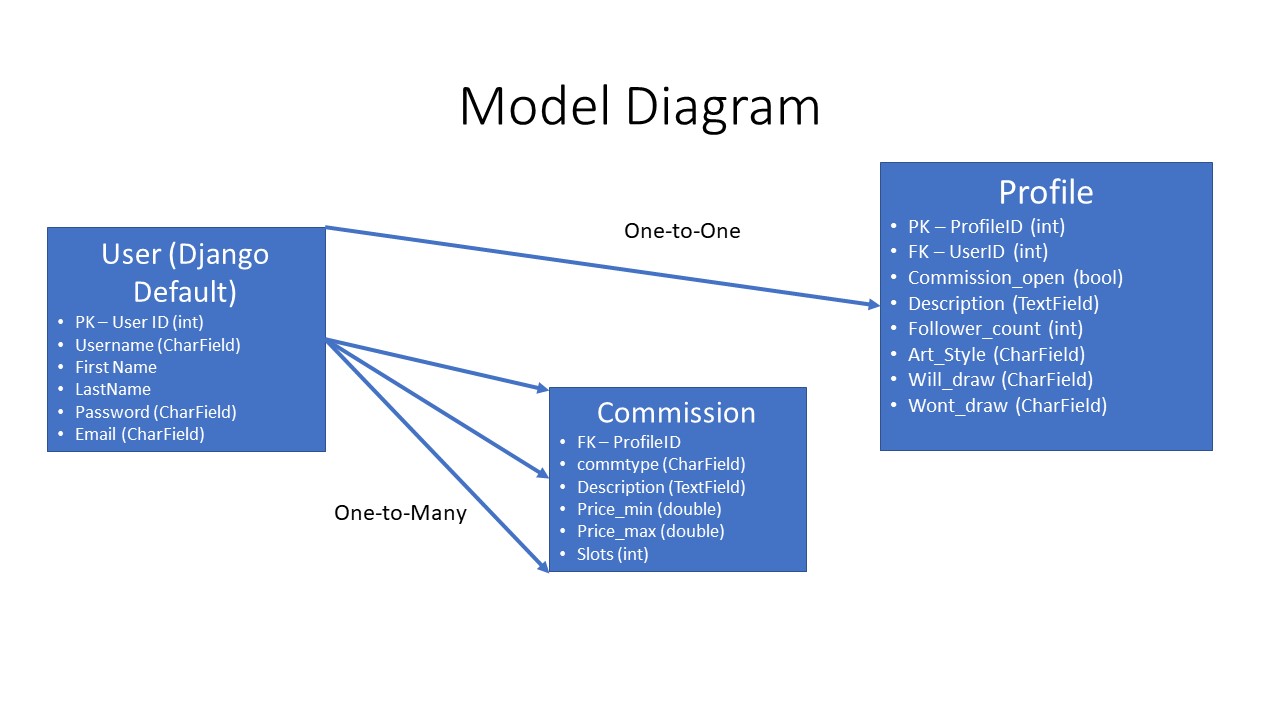 Model Diagram
User (Django
Default)
• PK – User ID (int)
• Username (CharField)
• First Name
• LastName
• Password (CharField)
• Email (CharField)
One-to-One
One-to-Many
Commission
• FK – ProfileID
• commtype (CharField)
• Description (TextField)
• Price_min (double)
• Price_max (double)
• Slots (int)
Profile
• PK – ProfileID (int)
• FK – UserID (int)
• Commission_open (bool)
• Description (TextField)
• Follower_count (int)
• Art_Style (CharField)
• Will_draw (CharField)
• Wont_draw (CharField)